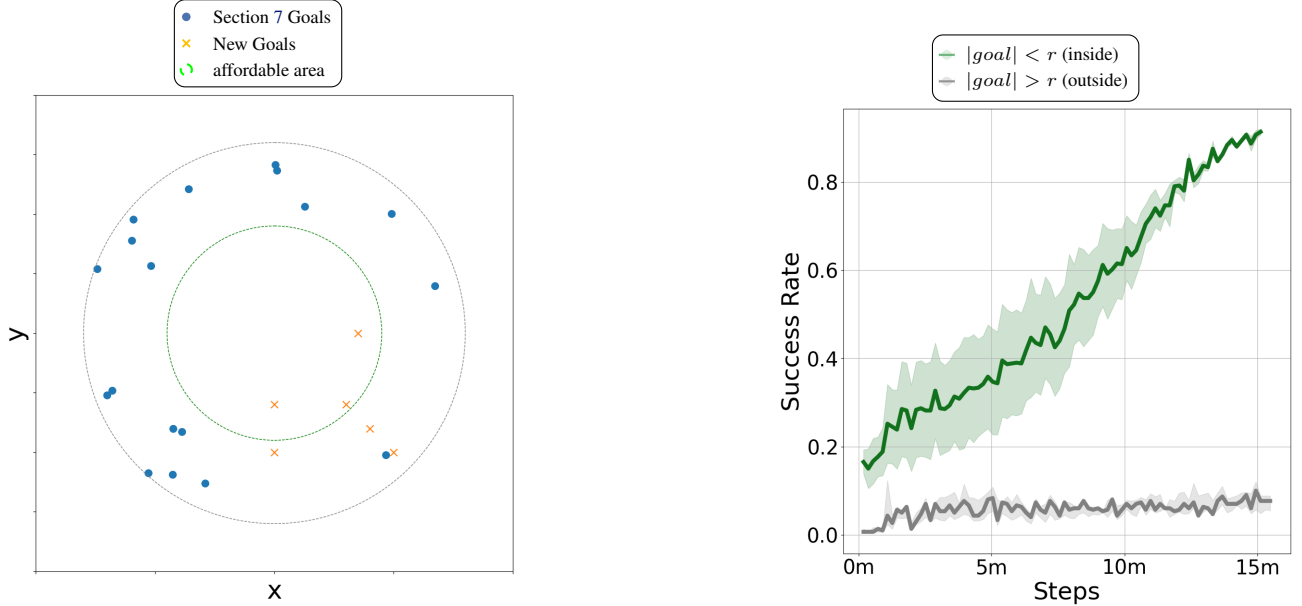 Section 7 Goals
New Goals
affordable area
y
x
|goal| < r (inside)
|goal| > r (outside)
Success Rate
0.8
0.6
0.4
0.2
0.0
0m 5m 10m 15m
Steps